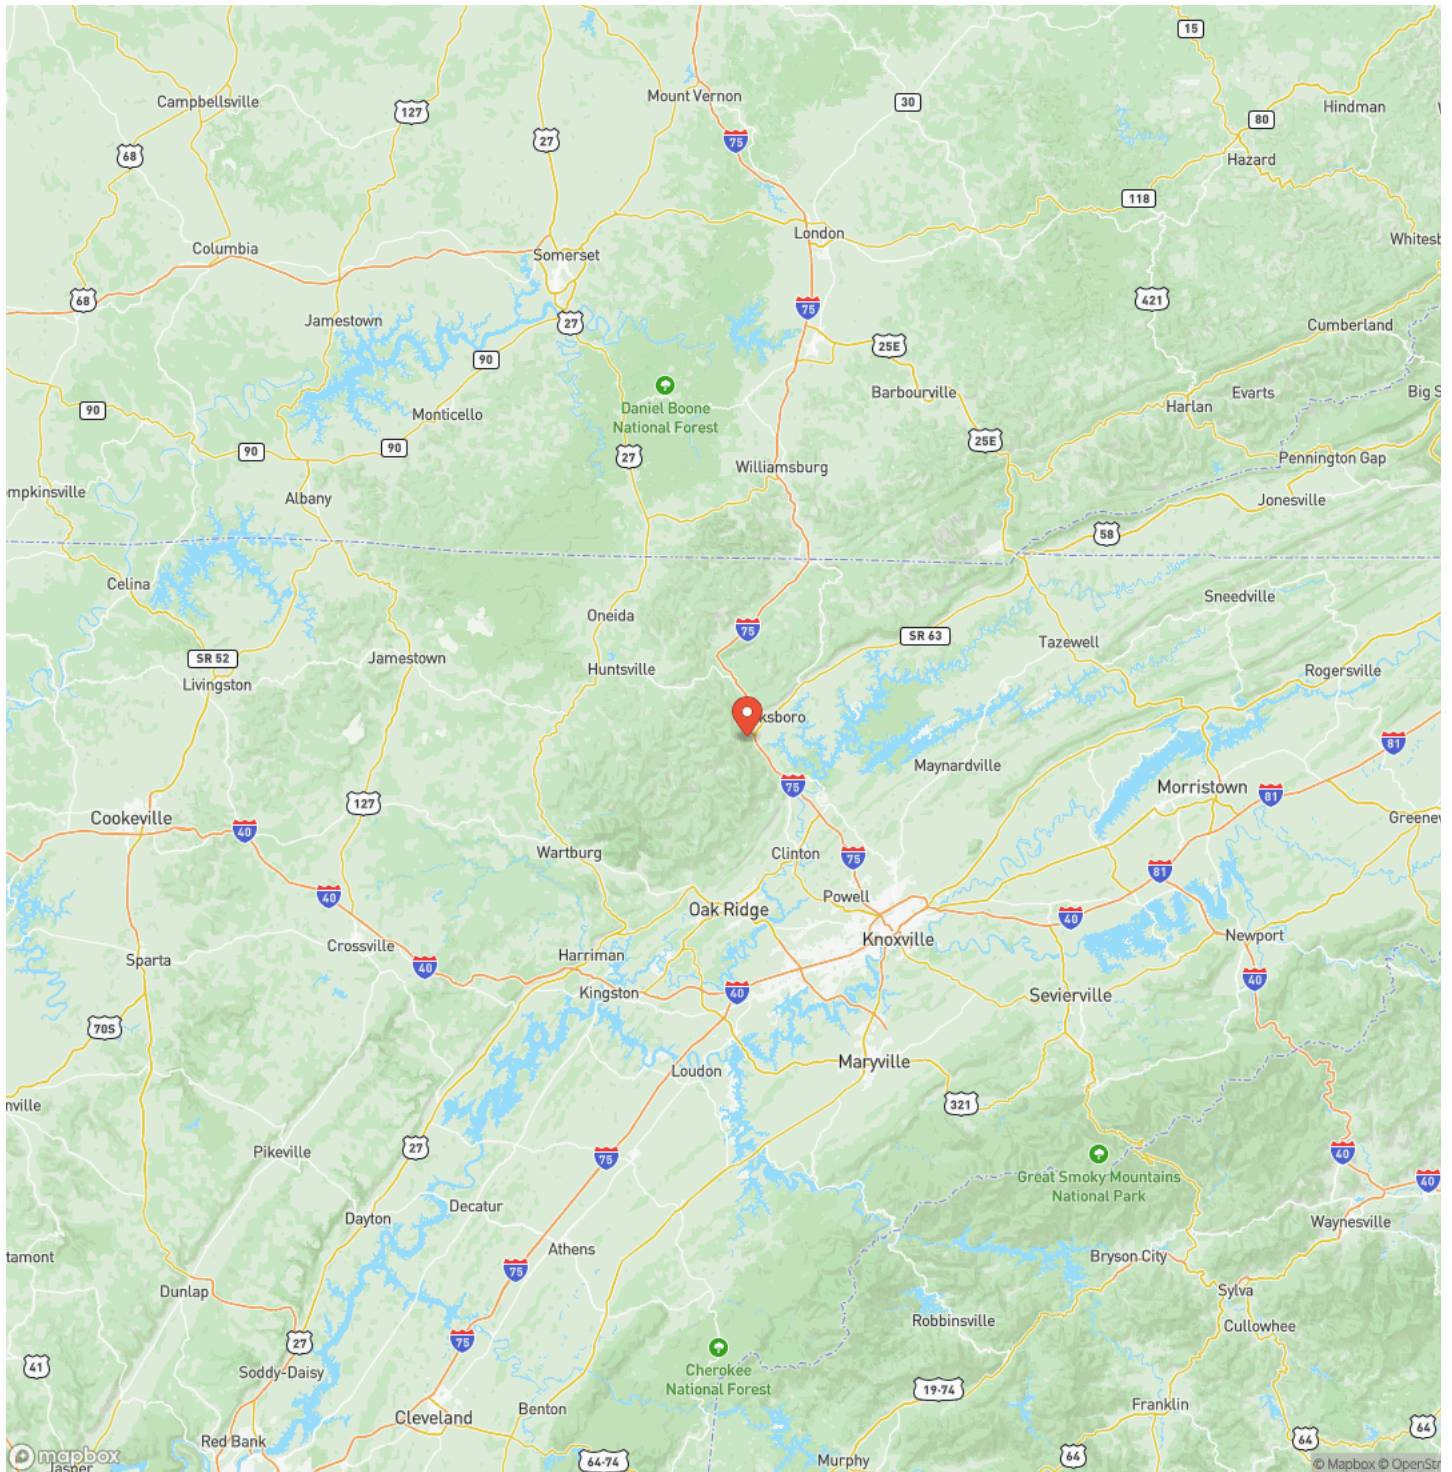 15
Campbellsville
Mount Vernon
30
Hindman
127
80
27
75
68
Hazard
118
London
Columbia
Whitesb
Somerset
68
421
75
Jamestown
27
Cumberland
25E
90
Barbourville
Evarts
Big S
90
Daniel Boone
National Forest
Harlan
Monticello
25E
90
90
27
Pennington Gap
Williamsburg
ompkinsville
Albany
Jonesville
58
Celina
Sneedville
Oneida
75
SR 63
Tazewell
SR 52
Jamestown
Huntsville
Rogersville
Livingston
ksboro
81
Maynardville
75
Morristown
81
127
Cookeville
40
Greenev
Wartburg
Clinton
75
81
40
Powell
Oak Ridge
40
Knoxville
Newport
Crossville
Harriman
Sparta
40
40
Kingston
40
Sevierville
70S
Maryville
Loudon
nville
321
27
Pikeville
75
40
Great Smoky Mountains
National Park
40
Decatur
Dayton
Waynesville
Athens
tamont
Bryson City
75
Dunlap
Sylva
Robbinsville
Cullowhee
27
75
41
Soddy-Daisy
Cherokee
National Forest
19-74
Franklin
Benton
Cleveland
64
64
Red Bank
mapbox
64
64-74
Murphy
Jasper
© Mapbox © OpenStr